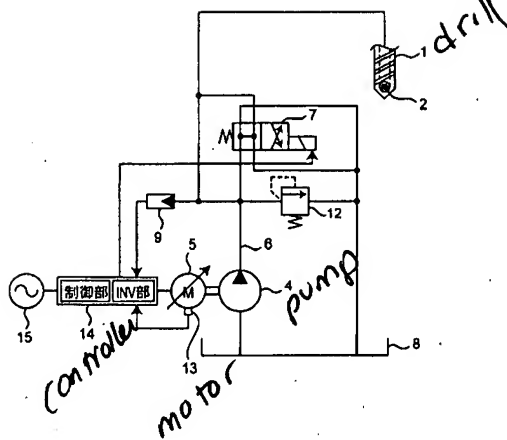 drill
1
2
7
9
12
6
5
M
4
pump
制御部
INV部
15
14
13
8
controller
motor